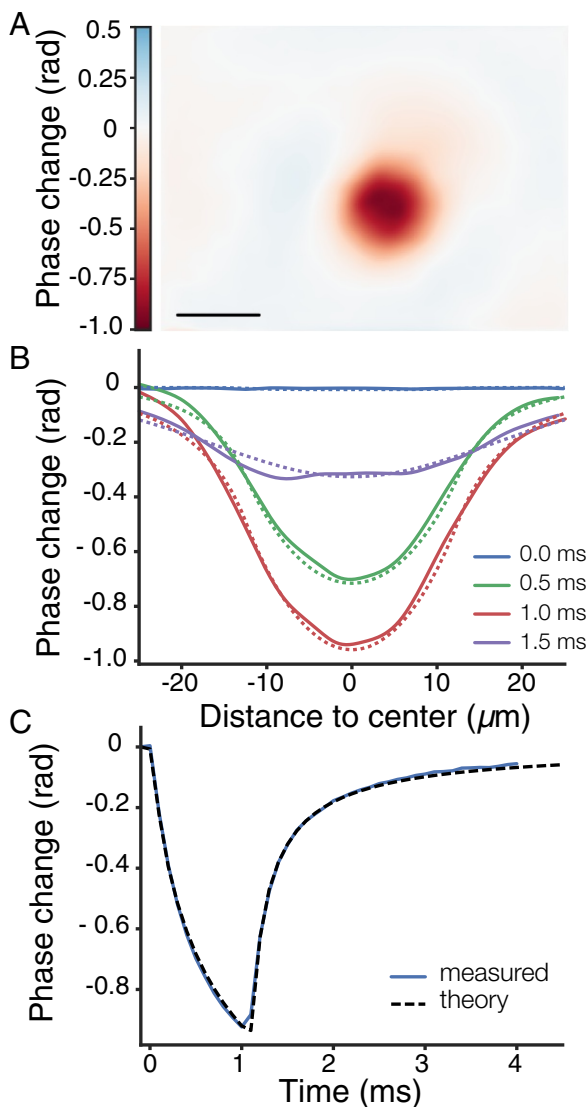 A
Phase change (rad)
0.5
0.25
0
-0.25
-0.5
-0.75
-1.0
B
Phase change (rad)
0
-0.2
-0.4
-0.6
-0.8
-1.0
-20
-10
0
10
20
Distance to center (μm)
0.0 ms
0.5 ms
1.0 ms
1.5 ms
C
Phase change (rad)
0
-0.2
-0.4
-0.6
-0.8
0
1
2
3
4
Time (ms)
measured
theory